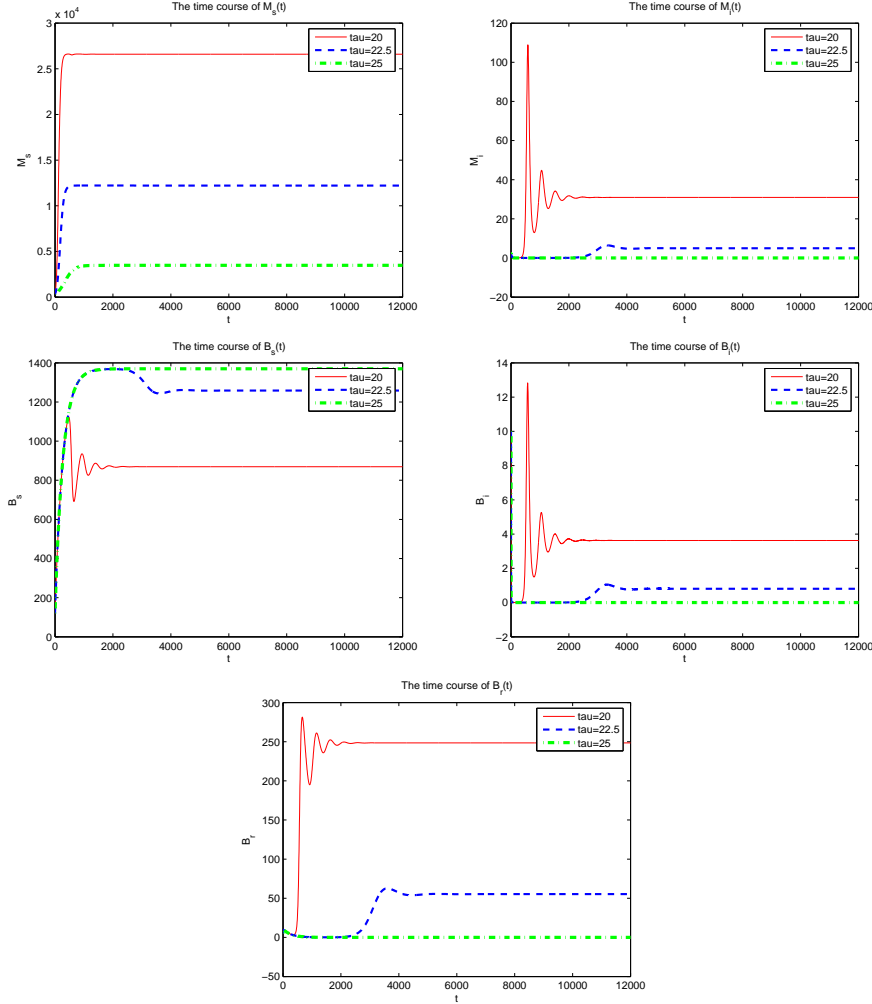 The time course of M_s(t)
x 10^4
3
2.5
2
1.5
1
0.5
0
M_s
0 2000 4000 6000 8000 10000 12000
t
tau=20
tau=22.5
tau=25
The time course of M_i(t)
120
100
80
60
40
20
0
−20
M_i
0 2000 4000 6000 8000 10000 12000
t
tau=20
tau=22.5
tau=25
The time course of B_s(t)
1400
1200
1000
800
600
400
200
0
B_s
0 2000 4000 6000 8000 10000 12000
t
tau=20
tau=22.5
tau=25
The time course of B_i(t)
14
12
10
8
6
4
2
0
−2
B_i
0 2000 4000 6000 8000 10000 12000
t
tau=20
tau=22.5
tau=25
The time course of B_r(t)
300
250
200
150
100
50
0
−50
B_r
0 2000 4000 6000 8000 10000 12000
t
tau=20
tau=22.5
tau=25